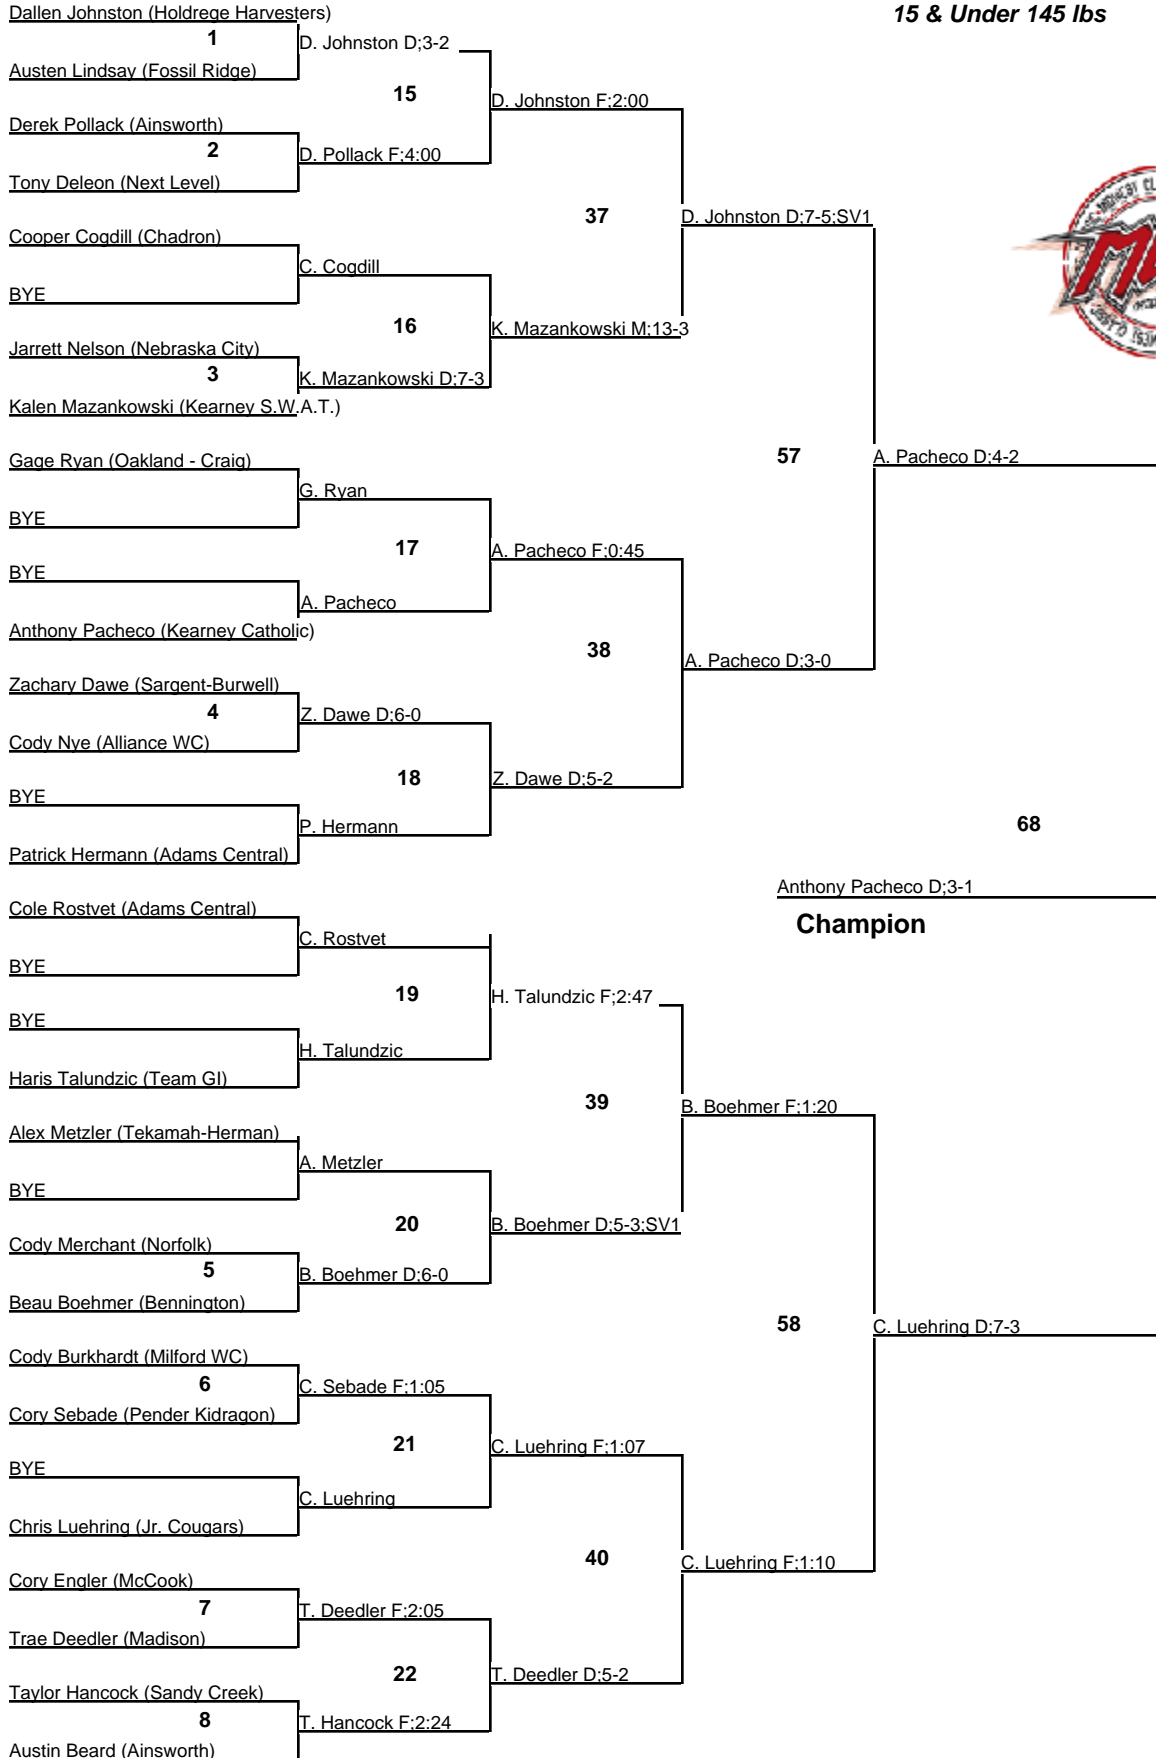 Dallen Johnston (Holdrege Harvesters)
15 & Under 145 lbs
1
D. Johnston D;3-2
Austen Lindsay (Fossil Ridge)
15
D. Johnston F;2:00
Derek Pollack (Ainsworth)
2
D. Pollack F;4:00
Tony Deleon (Next Level)
37
D. Johnston D;7-5;SV1
Cooper Cogdill (Chadron)
C. Cogdill
BYE
16
K. Mazankowski M;13-3
Jarrett Nelson (Nebraska City)
3
K. Mazankowski D;7-3
Kalen Mazankowski (Kearney S.W.A.T.)
57
A. Pacheco D;4-2
Gage Ryan (Oakland - Craig)
G. Ryan
BYE
17
A. Pacheco F;0:45
BYE
A. Pacheco
Anthony Pacheco (Kearney Catholic)
38
A. Pacheco D;3-0
Zachary Dawe (Sargent-Burwell)
4
Z. Dawe D;6-0
Cody Nye (Alliance WC)
18
Z. Dawe D;5-2
BYE
P. Hermann
Patrick Hermann (Adams Central)
68
Anthony Pacheco D;3-1
Champion
Cole Rostvet (Adams Central)
C. Rostvet
BYE
19
H. Talundzic F;2:47
BYE
H. Talundzic
Haris Talundzic (Team GI)
39
B. Boehmer F;1:20
Alex Metzler (Tekamah-Herman)
A. Metzler
BYE
20
B. Boehmer D;5-3;SV1
Cody Merchant (Norfolk)
5
B. Boehmer D;6-0
Beau Boehmer (Bennington)
58
C. Luehring D;7-3
Cody Burkhardt (Milford WC)
6
C. Sebade F;1:05
Cory Sebade (Pender Kidragon)
21
C. Luehring F;1:07
BYE
C. Luehring
Chris Luehring (Jr. Cougars)
40
C. Luehring F;1:10
Cory Engler (McCook)
7
T. Deedler F;2:05
Trae Deedler (Madison)
22
T. Deedler D;5-2
Taylor Hancock (Sandy Creek)
8
T. Hancock F;2:24
Austin Beard (Ainsworth)